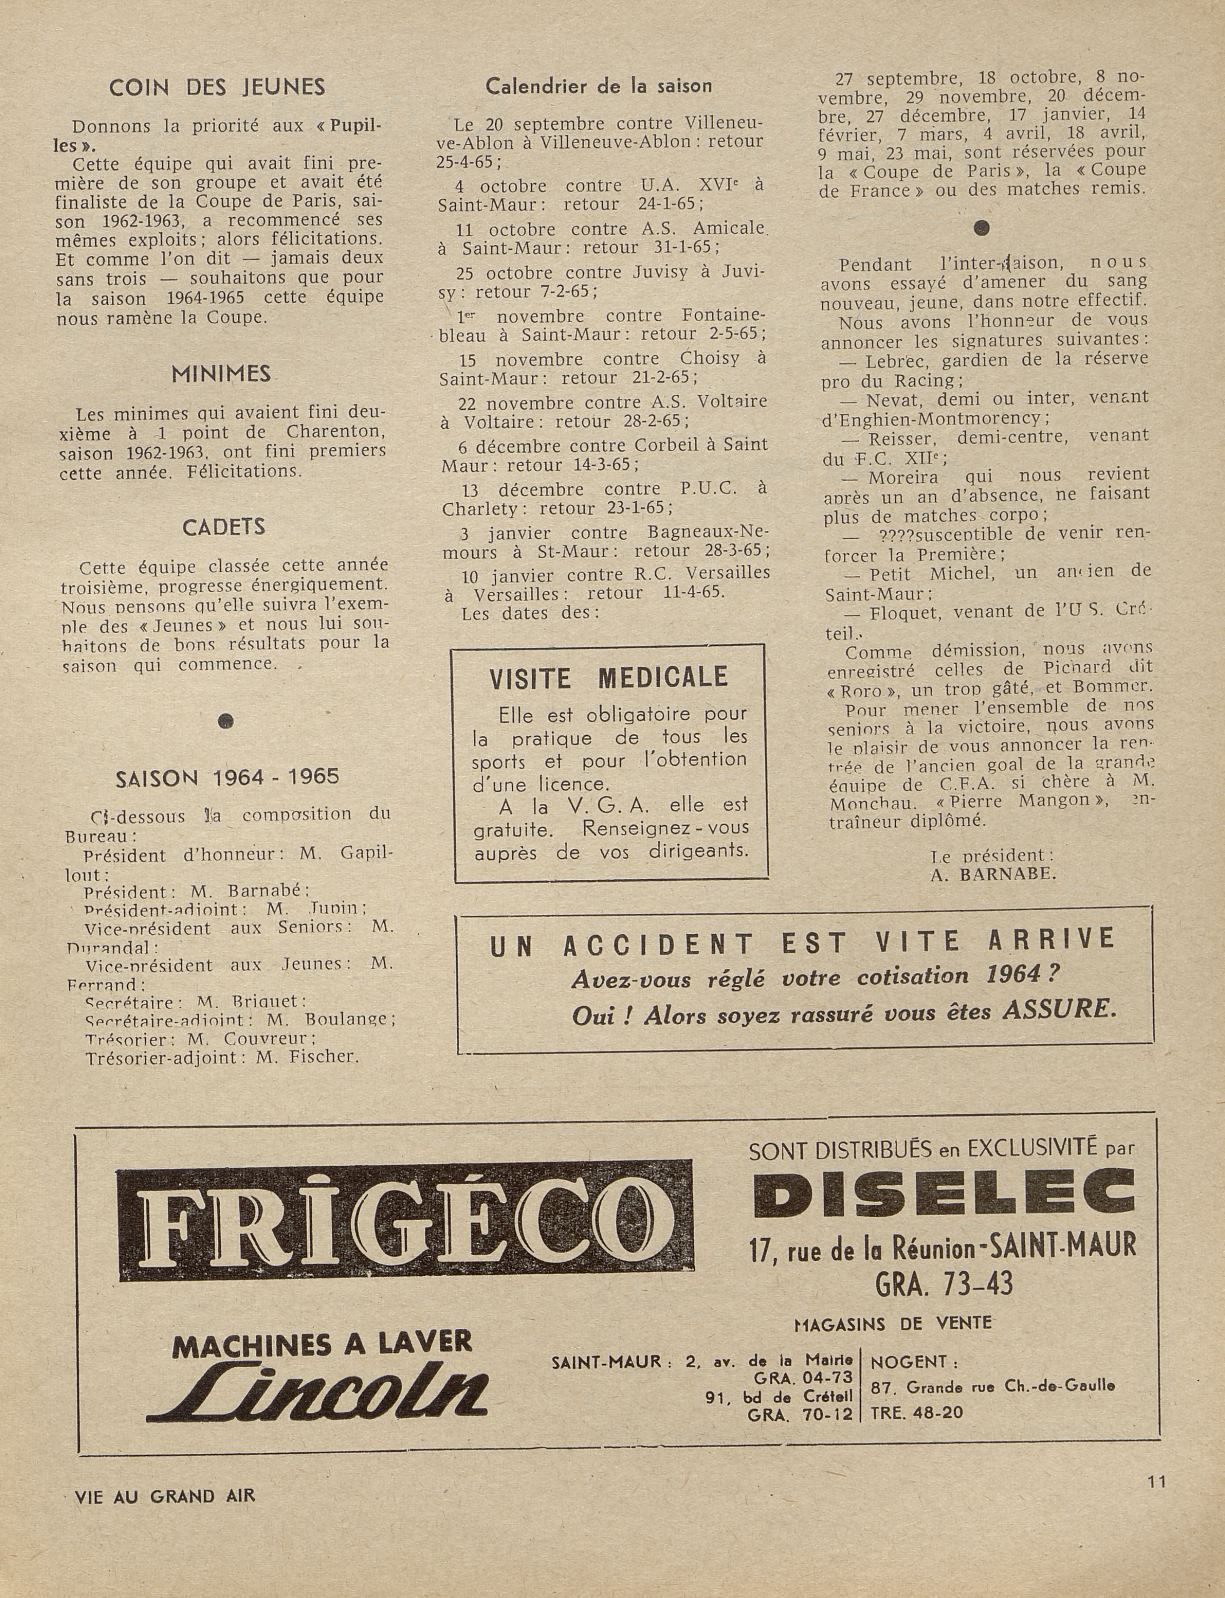 COIN DES JEUNES
Donnons la priorité aux « Pupil-
les ».
Cette équipe qui avait fini pre-
mière de son groupe et avait été
finaliste de la Coupe de Paris, sai-
son 1962-1963, a recommencé ses
mêmes exploits ; alors félicitations.
Et comme l'on dit — jamais deux
sans trois — souhaitons que pour
la saison 1964-1965 cette équipe
nous ramène la Coupe.
MINIMES
Les minimes qui avaient fini deu-
xième à 1 point de Charenton,
saison 1962-1963, ont fini premiers
cette année. Félicitations.
CADETS
Cette équipe classée cette année
troisième, progresse énergiquement.
Nous pensons qu'elle suivra l'exem-
ple des « Jeunes » et nous lui sou-
haitons de bons résultats pour la
saison qui commence.
SAISON 1964 - 1965
Ci-dessous la composition du
Bureau :
Président d'honneur : M. Gapil-
lout ;
Président : M. Barnabé ;
Président-adjoint : M. Junin ;
Vice-président aux Seniors : M.
Durandal ;
Vice-président aux Jeunes : M.
Ferrand ;
Secrétaire : M. Briquet ;
Secrétaire-adjoint : M. Boulange ;
Trésorier : M. Couvreur ;
Trésorier-adjoint : M. Fischer.
Calendrier de la saison
Le 20 septembre contre Villeneu-
ve-Ablon à Villeneuve-Ablon : retour
25-4-65 ;
4 octobre contre U.A. XVIe à
Saint-Maur : retour 24-1-65 ;
11 octobre contre A.S. Amicale
à Saint-Maur : retour 31-1-65 ;
25 octobre contre Juvisy à Juvi-
sy : retour 7-2-65 ;
1er novembre contre Fontaine-
bleau à Saint-Maur : retour 2-5-65 ;
15 novembre contre Choisy à
Saint-Maur : retour 21-2-65 ;
22 novembre contre A.S. Voltaire
à Voltaire : retour 28-2-65 ;
6 décembre contre Corbeil à Saint
Maur : retour 14-3-65 ;
13 décembre contre P.U.C. à
Charlety : retour 23-1-65 ;
3 janvier contre Bagneaux-Ne-
mours à St-Maur : retour 28-3-65 ;
10 janvier contre R.C. Versailles
à Versailles : retour 11-4-65.
Les dates des :
27 septembre, 18 octobre, 8 no-
vembre, 29 novembre, 20 décem-
bre, 27 décembre, 17 janvier, 14
février, 7 mars, 4 avril, 18 avril,
9 mai, 23 mai, sont réservées pour
la « Coupe de Paris », la « Coupe
de France » ou des matches remis.
Pendant l'inter-saison, nous
avons essayé d'amener du sang
nouveau, jeune, dans notre effectif.
Nous avons l'honneur de vous
annoncer les signatures suivantes :
— Lebrec, gardien de la réserve
pro du Racing ;
— Nevat, demi ou inter, venant
d'Enghien-Montmorency ;
— Reisser, demi-centre, venant
du F.C. XIIe ;
— Moreira qui nous revient
après un an d'absence, ne faisant
plus de matches corpo ;
— ????susceptible de venir ren-
forcer la Première ;
— Petit Michel, un ancien de
Saint-Maur ;
— Floquet, venant de l'U S. Cré-
teil.
Comme démission, nous avons
enregistré celles de Pichard dit
« Roro », un trop gâté, et Bommer.
Pour mener l'ensemble de nos
seniors à la victoire, nous avons
le plaisir de vous annoncer la ren-
trée de l'ancien goal de la grande
équipe de C.F.A. si chère à M.
Monchau. « Pierre Mangon », en-
traîneur diplômé.
Le président :
A. BARNABE.
VISITE MEDICALE
Elle est obligatoire pour
la pratique de tous les
sports et pour l'obtention
d'une licence.
A la V.G.A. elle est
gratuite. Renseignez-vous
auprès de vos dirigeants.
UN ACCIDENT EST VITE ARRIVE
Avez-vous réglé votre cotisation 1964 ?
Oui ! Alors soyez rassuré vous êtes ASSURE.
FRIGÉCO
MACHINES A LAVER
Lincoln
SONT DISTRIBUÉS en EXCLUSIVITÉ par
DISELEC
17, rue de la Réunion-SAINT-MAUR
GRA. 73-43
MAGASINS DE VENTE
SAINT-MAUR : 2, av. de la Mairie
GRA. 04-73
91, bd de Créteil
GRA. 70-12
NOGENT :
87, Grande rue Ch.-de-Gaulle
TRE. 48-20
VIE AU GRAND AIR
11